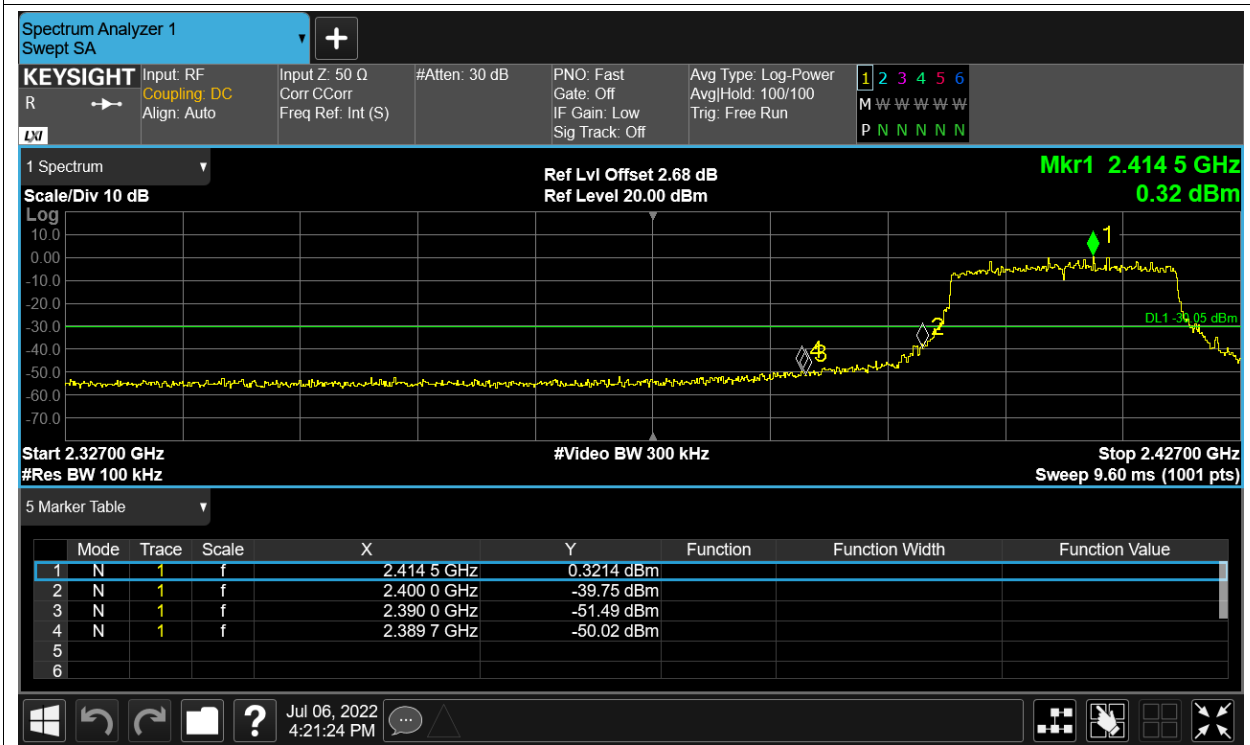 Spectrum Analyzer 1
Swept SA
+
KEYSIGHT
R
LXI
Input: RF
Coupling: DC
Align: Auto
Input Z: 50 Ω
Corr CCorr
Freq Ref: Int (S)
#Atten: 30 dB
PNO: Fast
Gate: Off
IF Gain: Low
Sig Track: Off
Avg Type: Log-Power
Avg|Hold: 100/100
Trig: Free Run
1 2 3 4 5 6
M W W W W W
P N N N N N
1 Spectrum
Scale/Div 10 dB
Ref Lvl Offset 2.68 dB
Ref Level 20.00 dBm
Mkr1 2.414 5 GHz
0.32 dBm
Log
10.0
0.00
-10.0
-20.0
-30.0
-40.0
-50.0
-60.0
-70.0
1
2
4
3
DL1 -30.05 dBm
Start 2.32700 GHz
#Video BW 300 kHz
Stop 2.42700 GHz
#Res BW 100 kHz
Sweep 9.60 ms (1001 pts)
5 Marker Table
Mode Trace Scale X Y Function Function Width Function Value
1 N 1 f 2.414 5 GHz 0.3214 dBm
2 N 1 f 2.400 0 GHz -39.75 dBm
3 N 1 f 2.390 0 GHz -51.49 dBm
4 N 1 f 2.389 7 GHz -50.02 dBm
5
6
?
Jul 06, 2022
4:21:24 PM